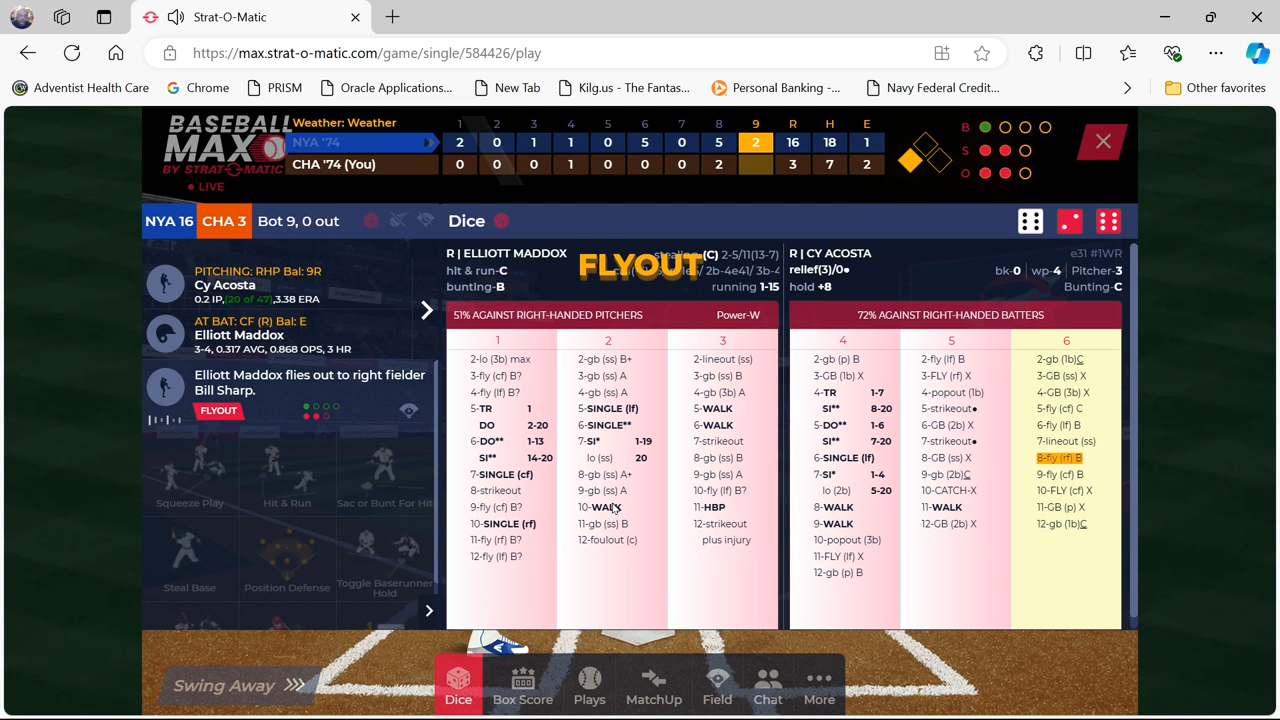 Strat-O-Matic
https://max.strat-o-matic.com/game/single/584426/play
Adventist Health Care
Chrome
PRISM
Oracle Applications...
New Tab
Kilg.us - The Fantas...
Personal Banking -...
Navy Federal Credit...
Other favorites
BASEBALL
MAX
BY STRAT-O-MATIC
LIVE
Weather: Weather
1 2 3 4 5 6 7 8 9 R H E
NYA '74 2 0 1 1 0 5 0 5 2 16 18 1
CHA '74 (You) 0 0 0 1 0 0 0 2 3 7 2
B
S
O
NYA 16 CHA 3 Bot 9, 0 out
Dice
PITCHING: RHP Bal: 9R
Cy Acosta
0.2 IP,(20 of 47),3.38 ERA
AT BAT: CF (R) Bal: E
Elliott Maddox
3-4, 0.317 AVG, 0.868 OPS, 3 HR
Elliott Maddox flies out to right fielder
Bill Sharp.
FLYOUT
Squeeze Play
Hit & Run
Sac or Bunt For Hit
Steal Base
Position Defense
Toggle Baserunner
Hold
R | ELLIOTT MADDOX
(C) 2-5/11(13-7)
hit & run-C
2b-4e41/ 3b-4
bunting-B
running 1-15
FLYOUT
51% AGAINST RIGHT-HANDED PITCHERS Power-W
1
2-lo (3b) max
3-fly (cf) B?
4-fly (lf) B?
5-TR 1
DO 2-20
6-DO** 1-13
SI** 14-20
7-SINGLE (cf)
8-strikeout
9-fly (cf) B?
10-SINGLE (rf)
11-fly (rf) B?
12-fly (lf) B?
2
2-gb (ss) B+
3-gb (ss) A
4-gb (ss) A
5-SINGLE (lf)
6-SINGLE**
7-SI* 1-19
lo (ss) 20
8-gb (ss) A+
9-gb (ss) A
10-WALK
11-gb (ss) B
12-foulout (c)
3
2-lineout (ss)
3-gb (ss) B
4-gb (3b) A
5-WALK
6-WALK
7-strikeout
8-gb (ss) B
9-gb (ss) A
10-fly (lf) B?
11-HBP
12-strikeout
plus injury
R | CY ACOSTA
e31 #1WR
relief(3)/0●
bk-0 | wp-4 | Pitcher-3
hold +8
Bunting-C
72% AGAINST RIGHT-HANDED BATTERS
4
2-gb (p) B
3-GB (1b) X
4-TR 1-7
SI** 8-20
5-DO** 1-6
SI** 7-20
6-SINGLE (lf)
7-SI* 1-4
lo (2b) 5-20
8-WALK
9-WALK
10-popout (3b)
11-FLY (lf) X
12-gb (p) B
5
2-fly (lf) B
3-FLY (rf) X
4-popout (1b)
5-strikeout●
6-GB (2b) X
7-strikeout●
8-GB (ss) X
9-gb (2b)C
10-CATCH-X
11-WALK
12-GB (2b) X
6
2-gb (1b)C
3-GB (ss) X
4-GB (3b) X
5-fly (cf) C
6-fly (lf) B
7-lineout (ss)
8-fly (rf) B
9-fly (cf) B
10-FLY (cf) X
11-GB (p) X
12-gb (1b)C
Swing Away
Dice
Box Score
Plays
MatchUp
Field
Chat
More